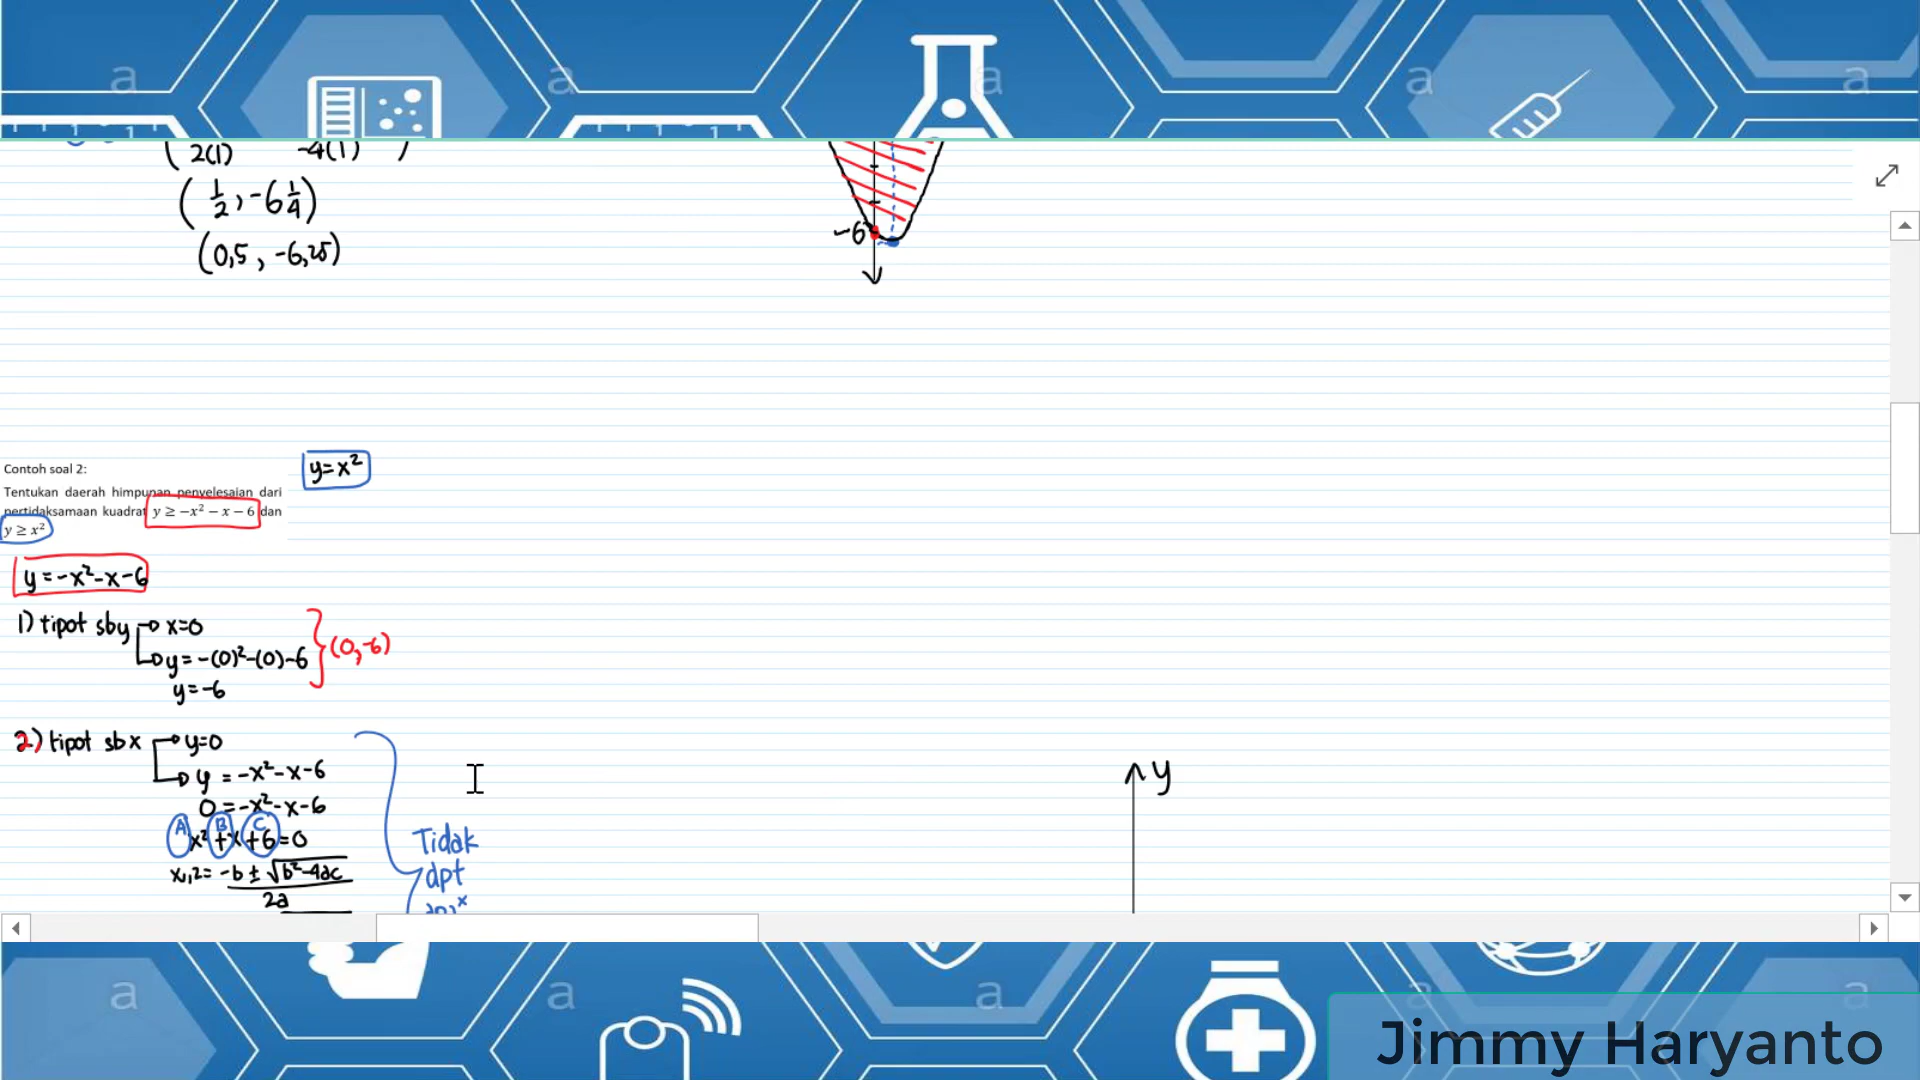 2(1) -4(1)
( 1/2 , -6 1/4 )
(0,5 , -6,25)
-6
Contoh soal 2:
y=x²
Tentukan daerah himpunan penyelesaian dari
pertidaksamaan kuadrat y ≥ −x² − x − 6 dan
y ≥ x²
y = -x²-x-6
1) tipot sby → x=0
→ y = -(0)²-(0)-6
y = -6
(0,-6)
2) tipot sbx → y=0
→ y = -x²-x-6
0 = -x²-x-6
A B C
x²+x+6=0
x1,2 = -b ± √b²-4ac
2a
Tidak
dpt
y
Jimmy Haryanto
a a a a a
a a a a a